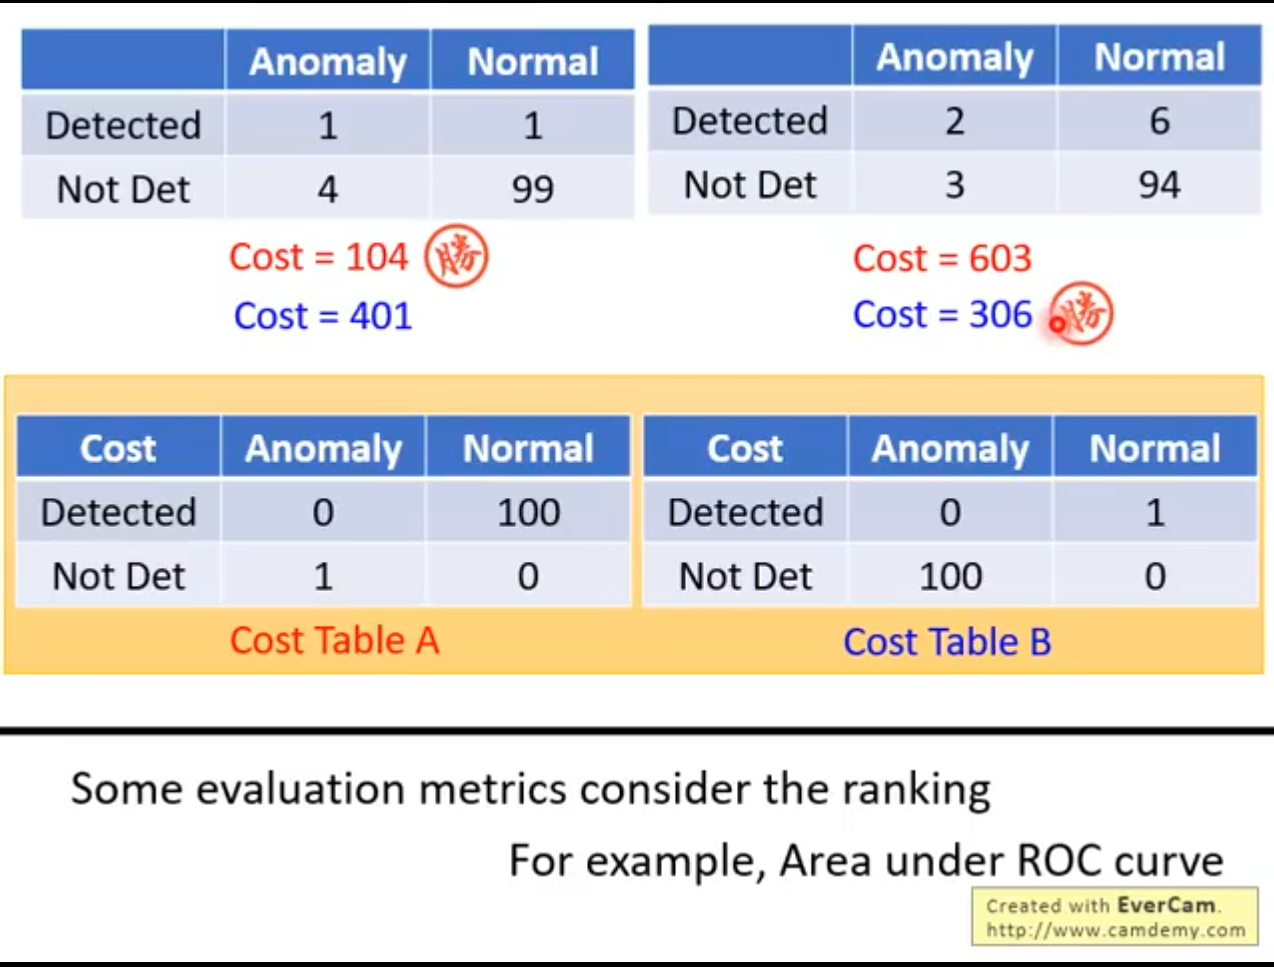 Anomaly Normal
Detected 1 1
Not Det 4 99
Cost = 104 勝
Cost = 401
Anomaly Normal
Detected 2 6
Not Det 3 94
Cost = 603
Cost = 306 勝
Cost Anomaly Normal
Detected 0 100
Not Det 1 0
Cost Table A
Cost Anomaly Normal
Detected 0 1
Not Det 100 0
Cost Table B
Some evaluation metrics consider the ranking
For example, Area under ROC curve
Created with EverCam.
http://www.camdemy.com